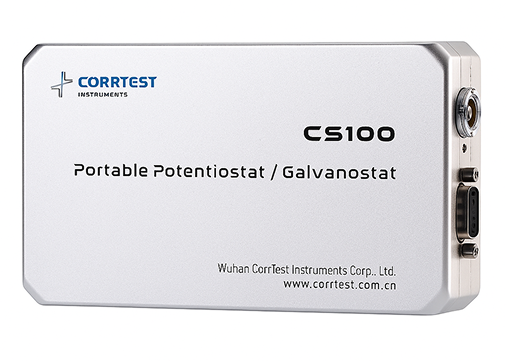 CORRTEST
INSTRUMENTS
CS100
Portable Potentiostat / Galvanostat
Wuhan CorrTest Instruments Corp.. Ltd.
www.corrtest.com.cn